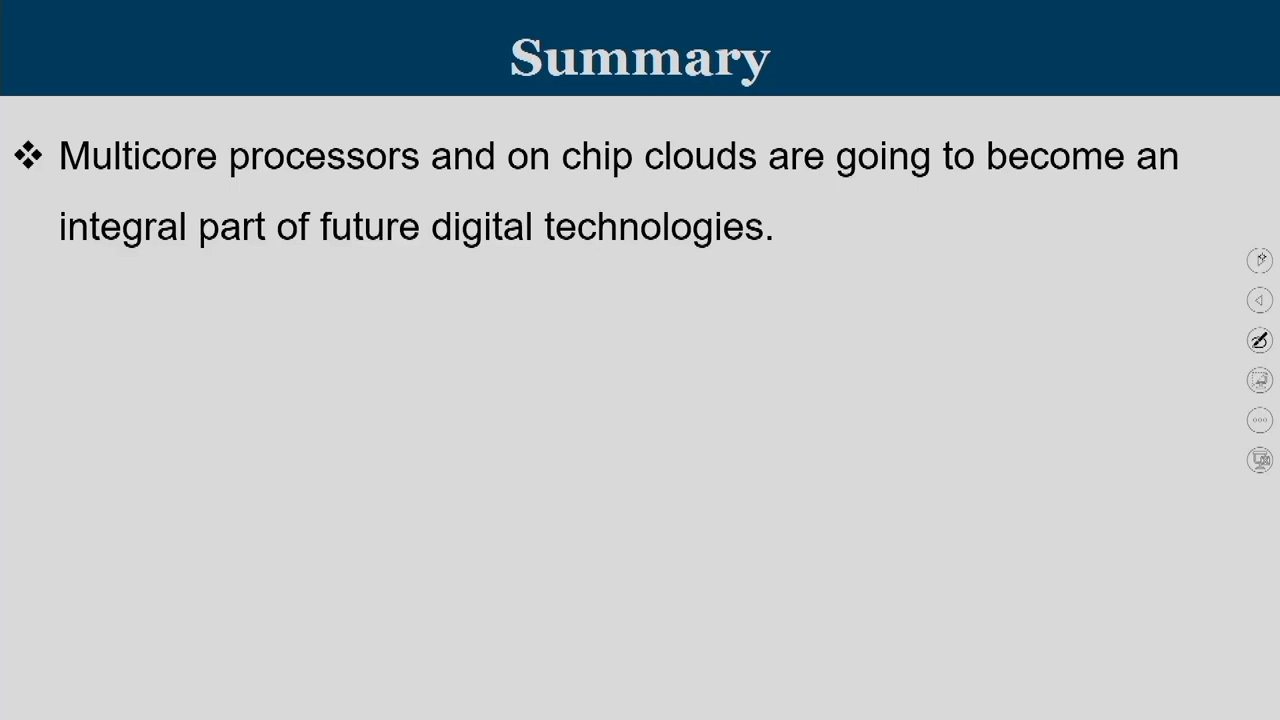 Summary
❖ Multicore processors and on chip clouds are going to become an
integral part of future digital technologies.